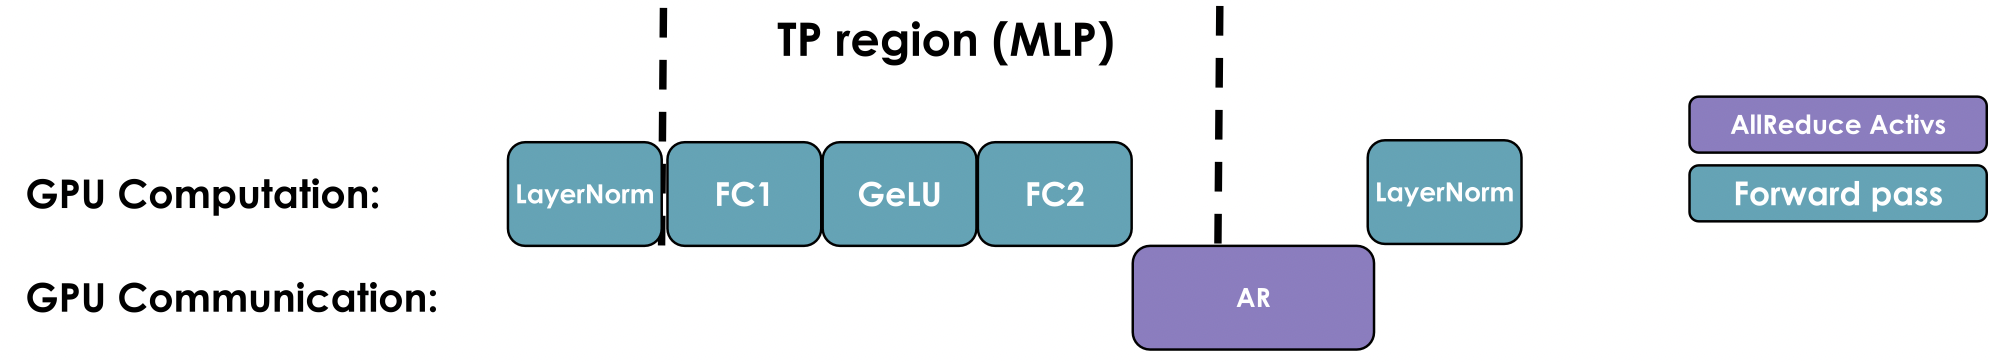 TP region (MLP)
AllReduce Activs
GPU Computation:
LayerNorm
FC1
GeLU
FC2
LayerNorm
Forward pass
GPU Communication:
AR